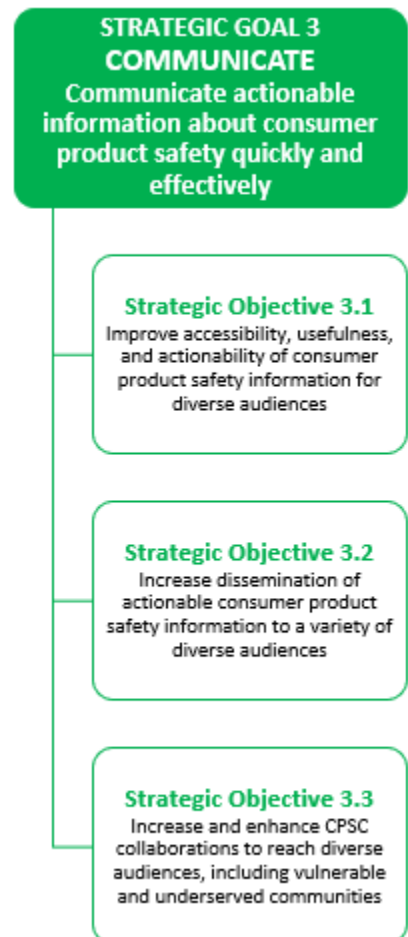 STRATEGIC GOAL 3
COMMUNICATE
Communicate actionable
information about consumer
product safety quickly and
effectively
Strategic Objective 3.1
Improve accessibility, usefulness,
and actionability of consumer
product safety information for
diverse audiences
Strategic Objective 3.2
Increase dissemination of
actionable consumer product
safety information to a variety of
diverse audiences
Strategic Objective 3.3
Increase and enhance CPSC
collaborations to reach diverse
audiences, including vulnerable
and underserved communities